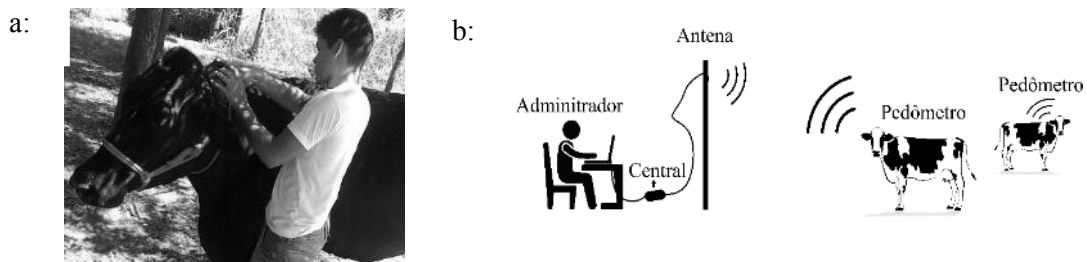 a:
b:
Antena
Adminitrador
Central
Pedômetro
Pedômetro